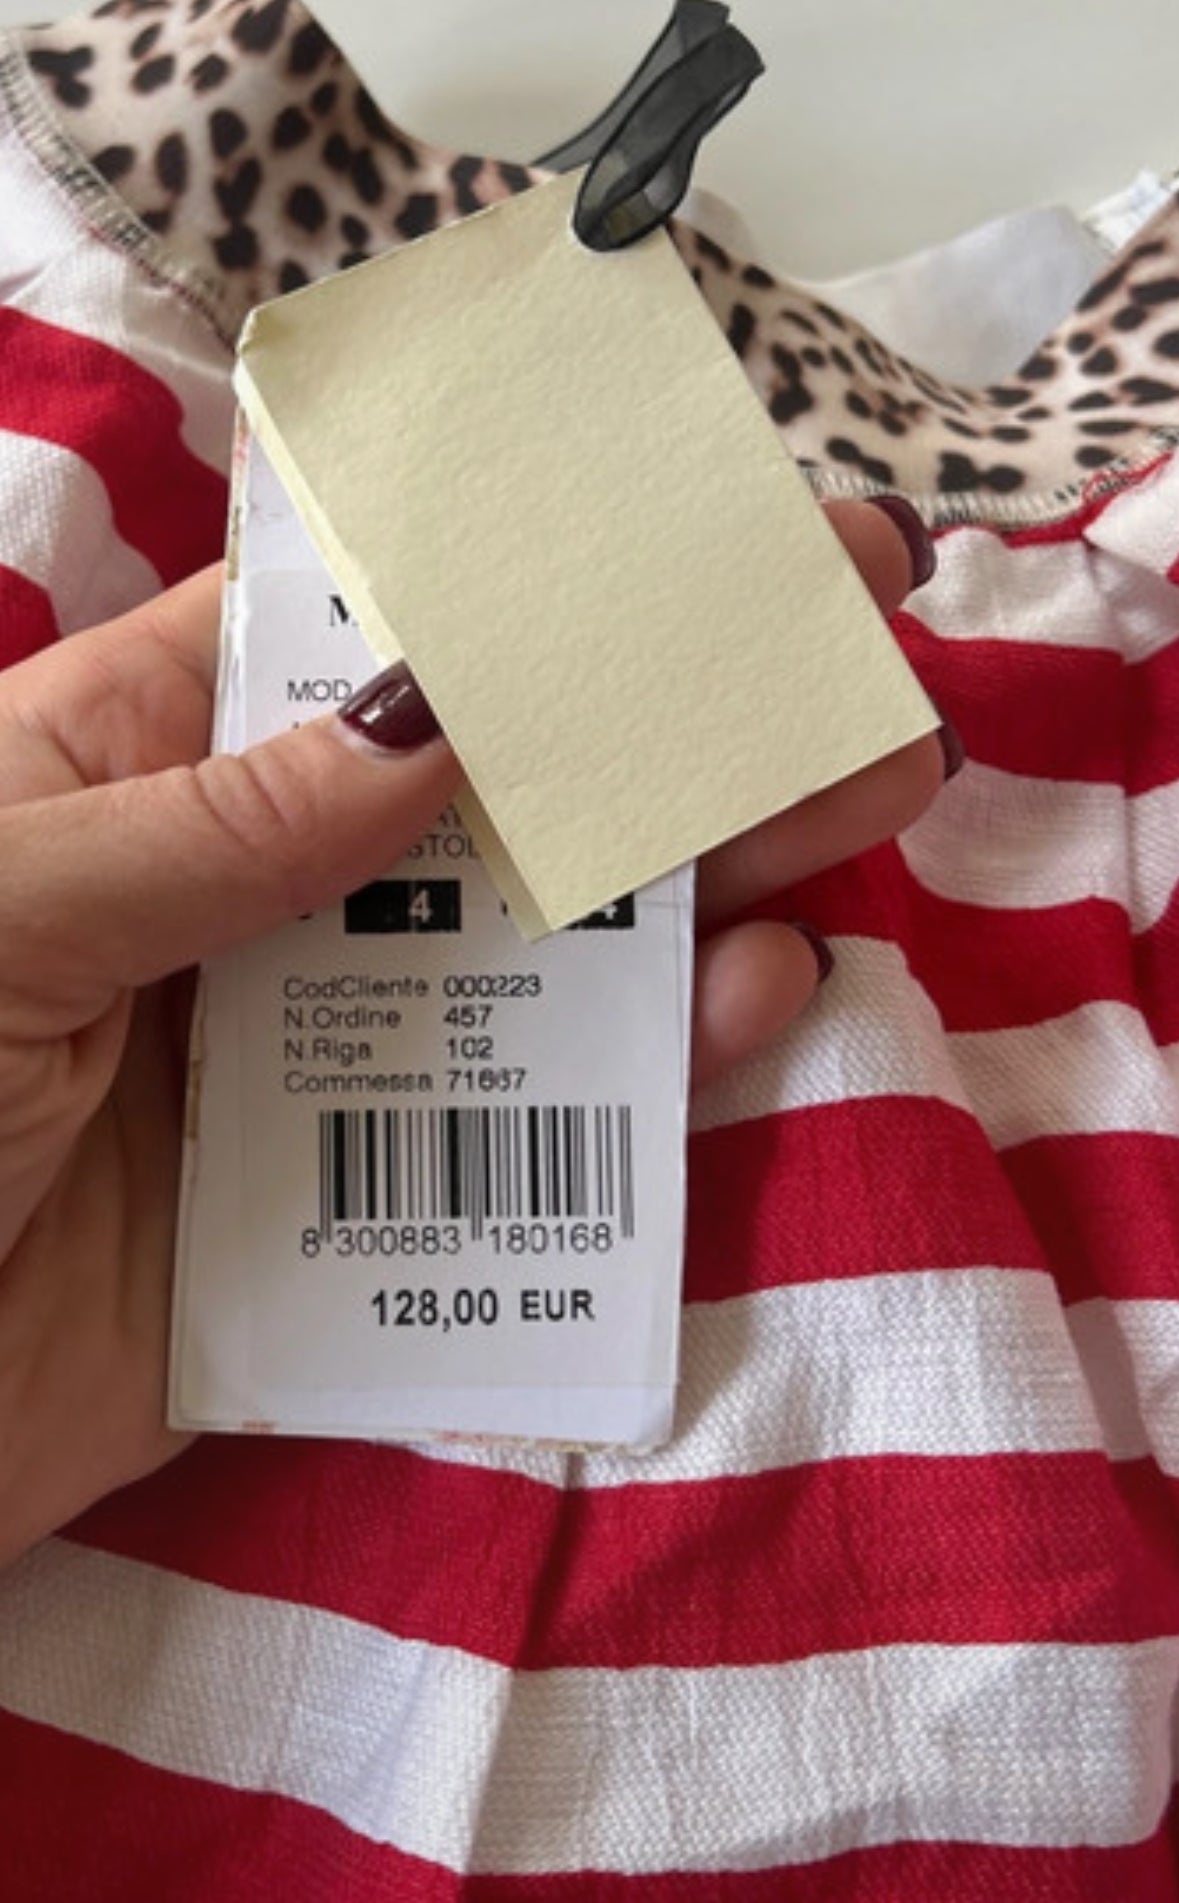 MOD
4
CodCliente 000223
N.Ordine 457
N.Riga 102
Commessa 71667
8 300883 180168
128,00 EUR